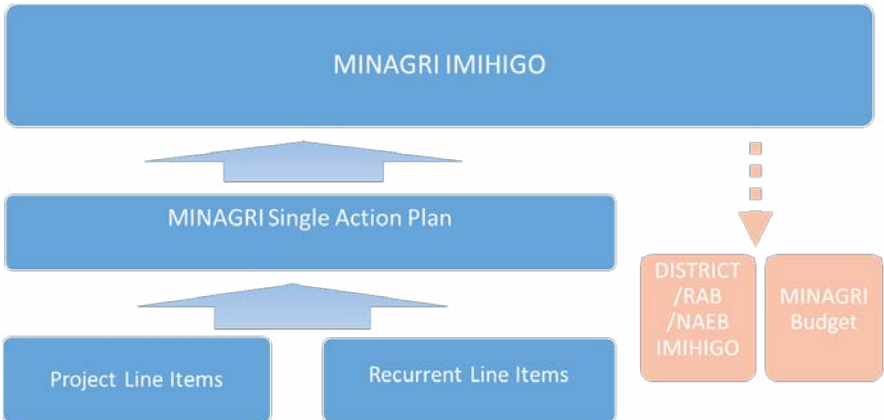 MINAGRI IMIHIGO
MINAGRI Single Action Plan
DISTRICT
/RAB
/NAEB
IMIHIGO
MINAGRI
Budget
Project Line Items
Recurrent Line Items